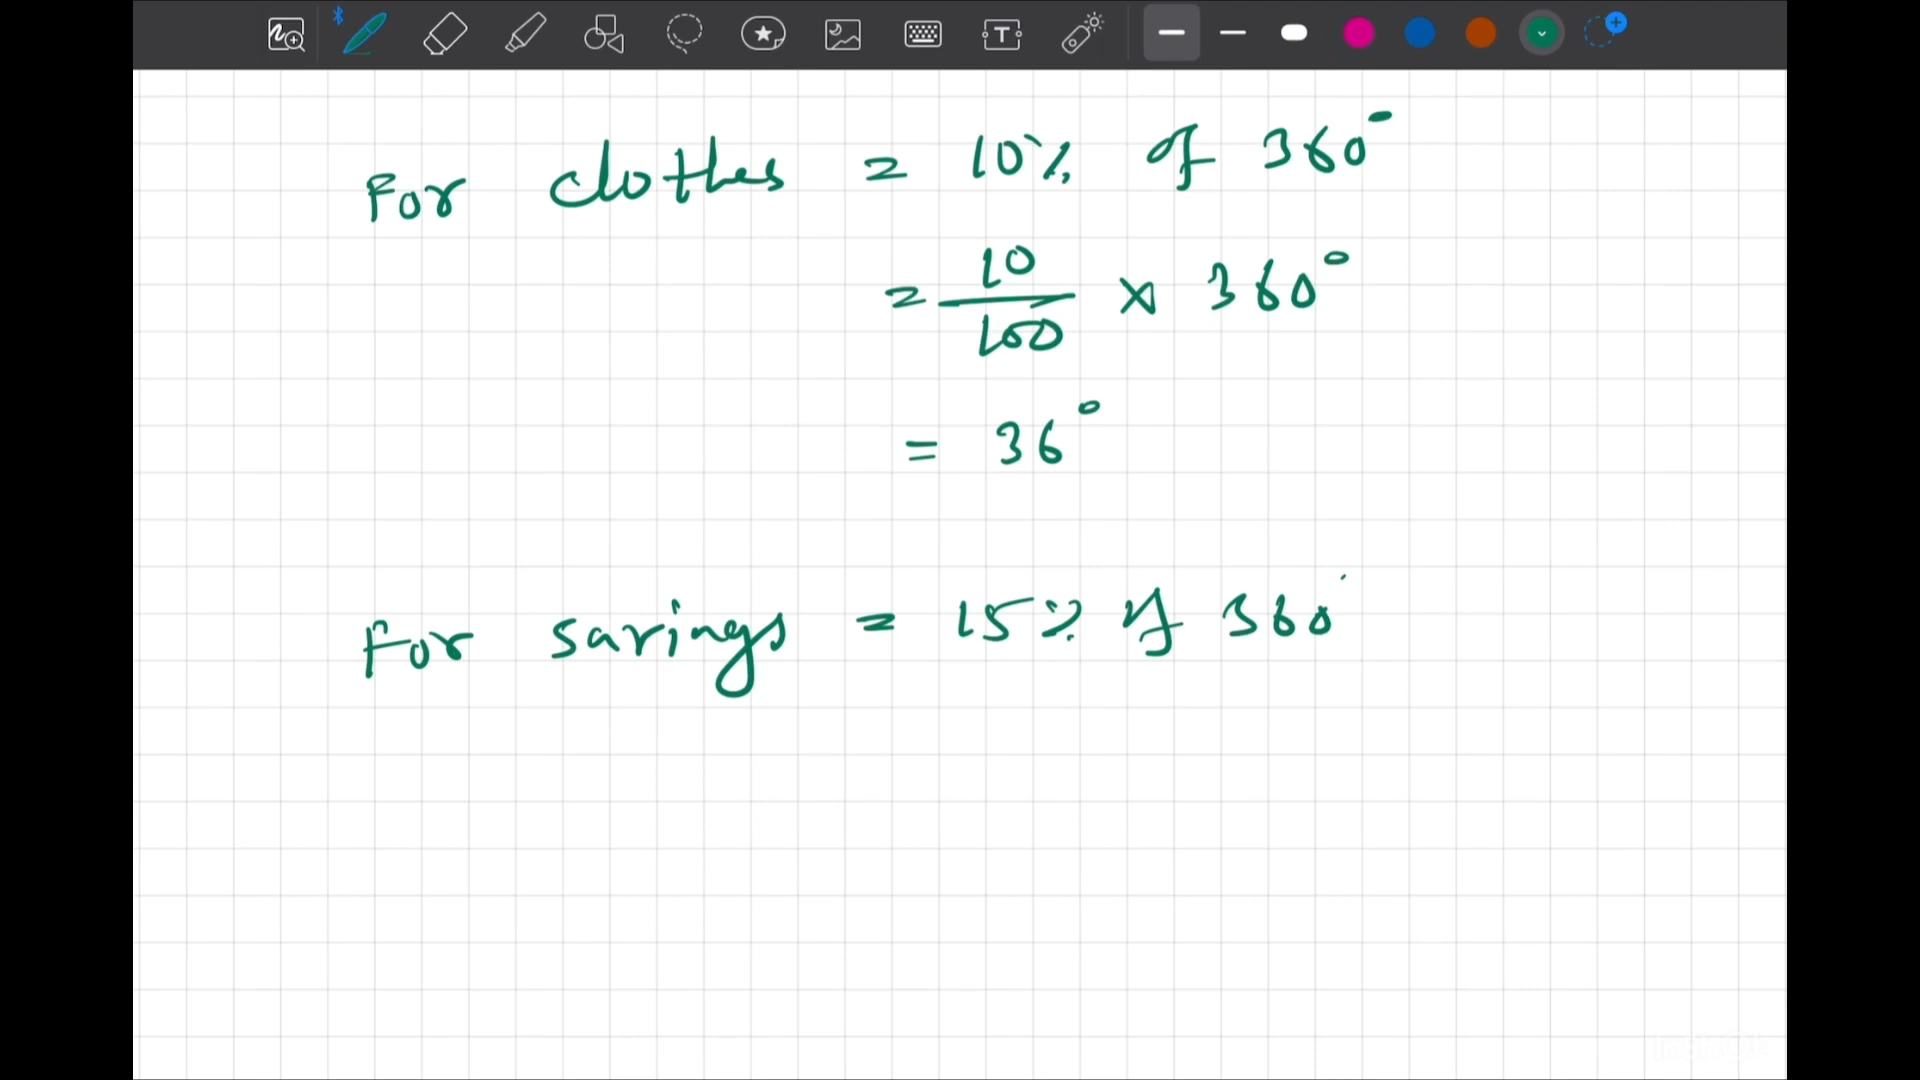 For clothes = 10% of 360°
= 10/100 × 360°
= 36°
For savings = 15% of 360°